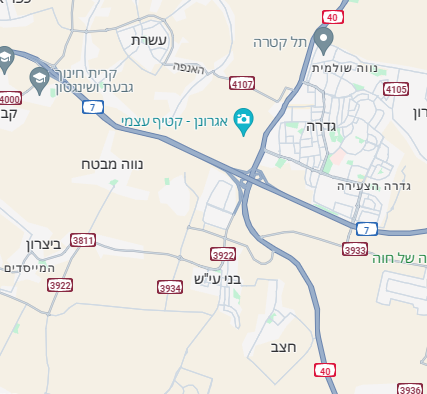 כפר א
40
עשרת
תל קטרה
האנפה
נווה שולמית
קרית חינוך
גבעת וושינגטון
4107
4105
4000
7
קב
אגרונן - קטיף עצמי
גדרה
רון
נווה מבטח
גדרה הצעירה
7
3811
ביצרון
3922
3933
ה של חוה
המייסדים
3922
3934
בני עי"ש
חצב
40
3936